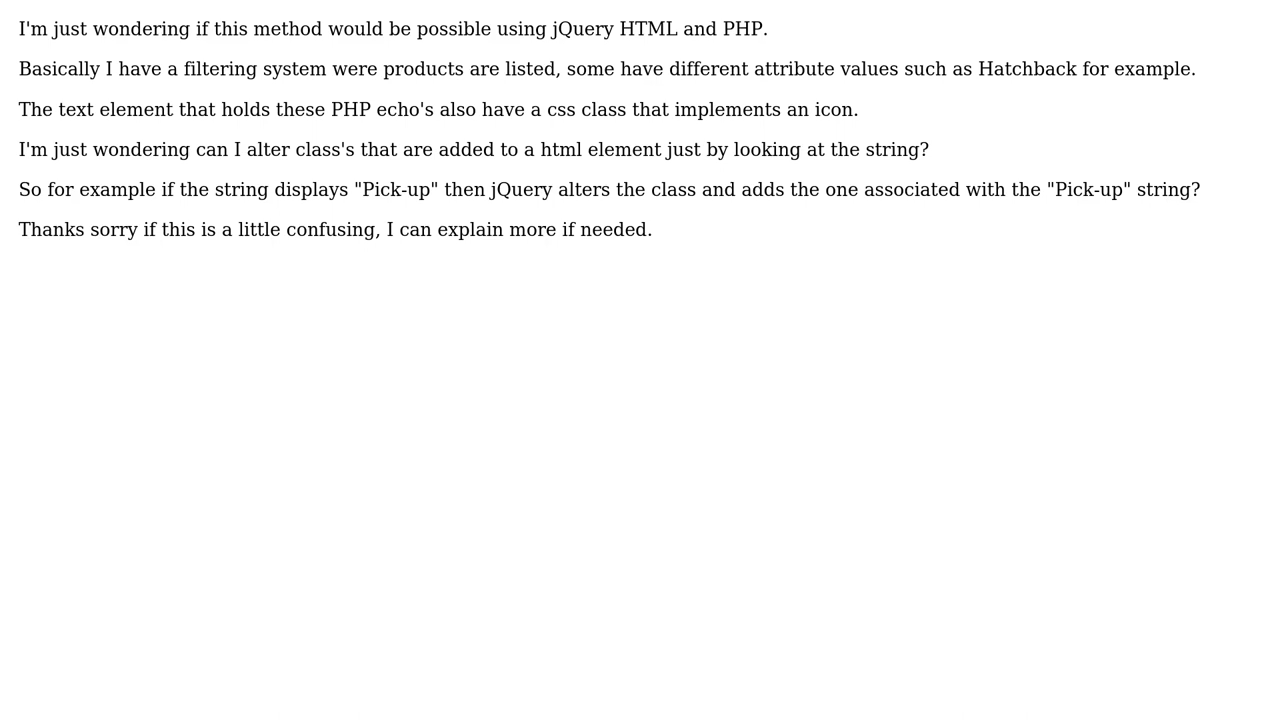 I'm just wondering if this method would be possible using jQuery HTML and PHP.
Basically I have a filtering system were products are listed, some have different attribute values such as Hatchback for example.
The text element that holds these PHP echo's also have a css class that implements an icon.
I'm just wondering can I alter class's that are added to a html element just by looking at the string?
So for example if the string displays "Pick-up" then jQuery alters the class and adds the one associated with the "Pick-up" string?
Thanks sorry if this is a little confusing, I can explain more if needed.